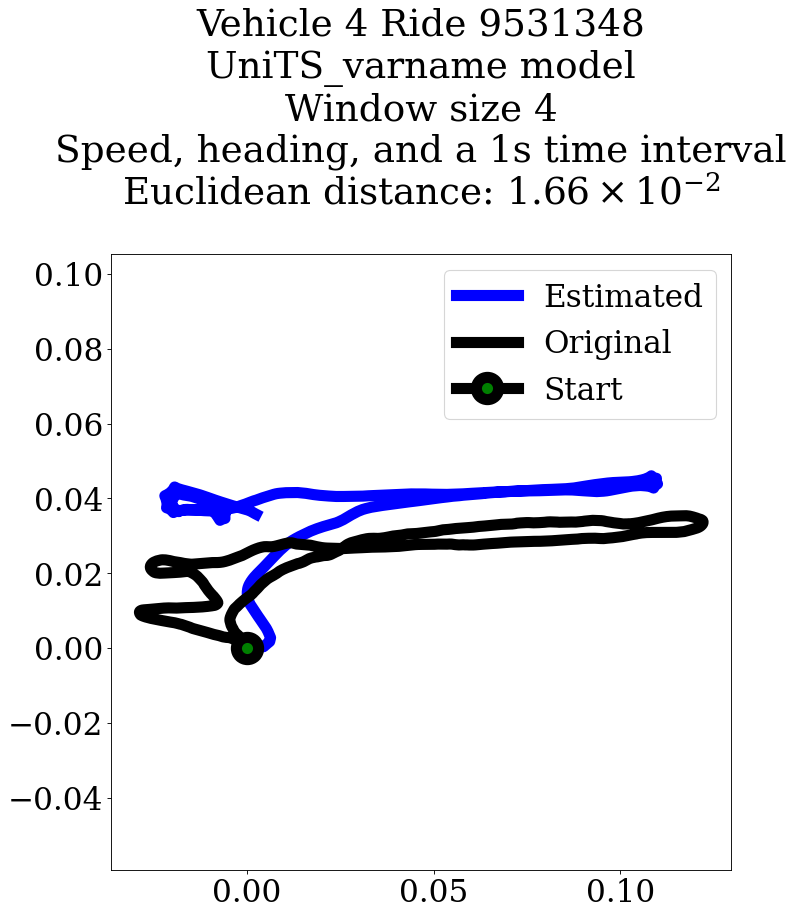 Vehicle 4 Ride 9531348
UniTS_varname model
Window size 4
Speed, heading, and a 1s time interval
Euclidean distance: 1.66 × 10⁻²
Estimated
Original
Start
0.10
0.08
0.06
0.04
0.02
0.00
−0.02
−0.04
0.00 0.05 0.10